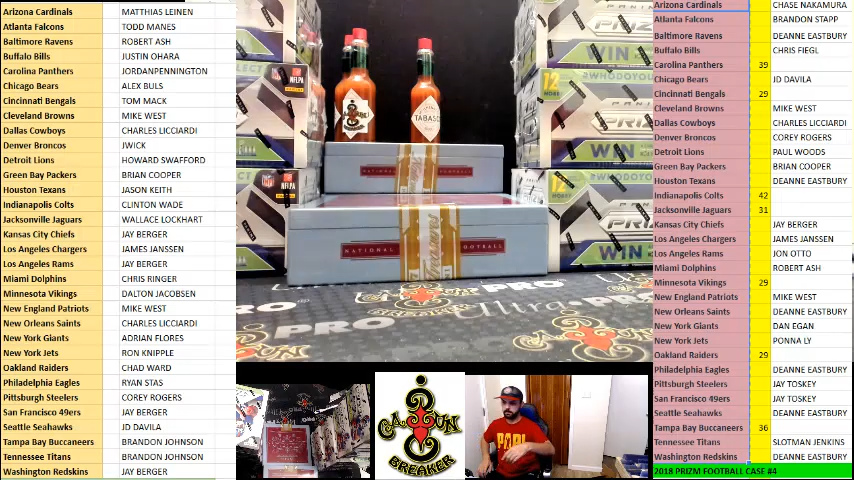 Arizona Cardinals MATTHIAS LEINEN
Atlanta Falcons TODD MANES
Baltimore Ravens ROBERT ASH
Buffalo Bills JUSTIN OHARA
Carolina Panthers JORDANPENNINGTON
Chicago Bears ALEX BULS
Cincinnati Bengals TOM MACK
Cleveland Browns MIKE WEST
Dallas Cowboys CHARLES LICCIARDI
Denver Broncos JWICK
Detroit Lions HOWARD SWAFFORD
Green Bay Packers BRIAN COOPER
Houston Texans JASON KEITH
Indianapolis Colts CLINTON WADE
Jacksonville Jaguars WALLACE LOCKHART
Kansas City Chiefs JAY BERGER
Los Angeles Chargers JAMES JANSSEN
Los Angeles Rams JAY BERGER
Miami Dolphins CHRIS RINGER
Minnesota Vikings DALTON JACOBSEN
New England Patriots MIKE WEST
New Orleans Saints CHARLES LICCIARDI
New York Giants ADRIAN FLORES
New York Jets RON KNIPPLE
Oakland Raiders CHAD WARD
Philadelphia Eagles RYAN STAS
Pittsburgh Steelers COREY ROGERS
San Francisco 49ers JAY BERGER
Seattle Seahawks JD DAVILA
Tampa Bay Buccaneers BRANDON JOHNSON
Tennessee Titans BRANDON JOHNSON
Washington Redskins JAY BERGER
TABASCO
NATIONAL FOOTBALL
NATIONAL FOOTBALL
WIN
#WHODOYOU
12
PRIZM
WIN
12
WIN
PRO
PRO
Ultra PRO
CAJUN
BREAKER
Arizona Cardinals CHASE NAKAMURA
Atlanta Falcons BRANDON STAPP
Baltimore Ravens DEANNE EASTBURY
Buffalo Bills CHRIS FIEGL
Carolina Panthers 39
Chicago Bears JD DAVILA
Cincinnati Bengals 29
Cleveland Browns MIKE WEST
Dallas Cowboys CHARLES LICCIARDI
Denver Broncos COREY ROGERS
Detroit Lions PAUL WOODS
Green Bay Packers BRIAN COOPER
Houston Texans DEANNE EASTBURY
Indianapolis Colts 42
Jacksonville Jaguars 31
Kansas City Chiefs JAY BERGER
Los Angeles Chargers JAMES JANSSEN
Los Angeles Rams JON OTTO
Miami Dolphins ROBERT ASH
Minnesota Vikings 29
New England Patriots MIKE WEST
New Orleans Saints DEANNE EASTBURY
New York Giants DAN EGAN
New York Jets PONNA LY
Oakland Raiders 29
Philadelphia Eagles DEANNE EASTBURY
Pittsburgh Steelers JAY TOSKEY
San Francisco 49ers JAY TOSKEY
Seattle Seahawks DEANNE EASTBURY
Tampa Bay Buccaneers 36
Tennessee Titans SLOTMAN JENKINS
Washington Redskins DEANNE EASTBURY
2018 PRIZM FOOTBALL CASE #4